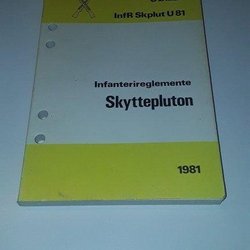 InfR Skplut U 81
Infanterireglemente
Skyttepluton
1981